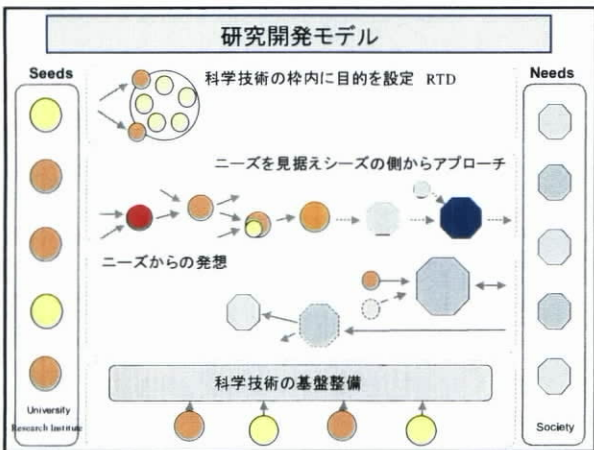 研究開発モデル
Seeds
Needs
科学技術の枠内に目的を設定 RTD
ニーズを見据えシーズの側からアプローチ
ニーズからの発想
科学技術の基盤整備
University
Research Institute
Society